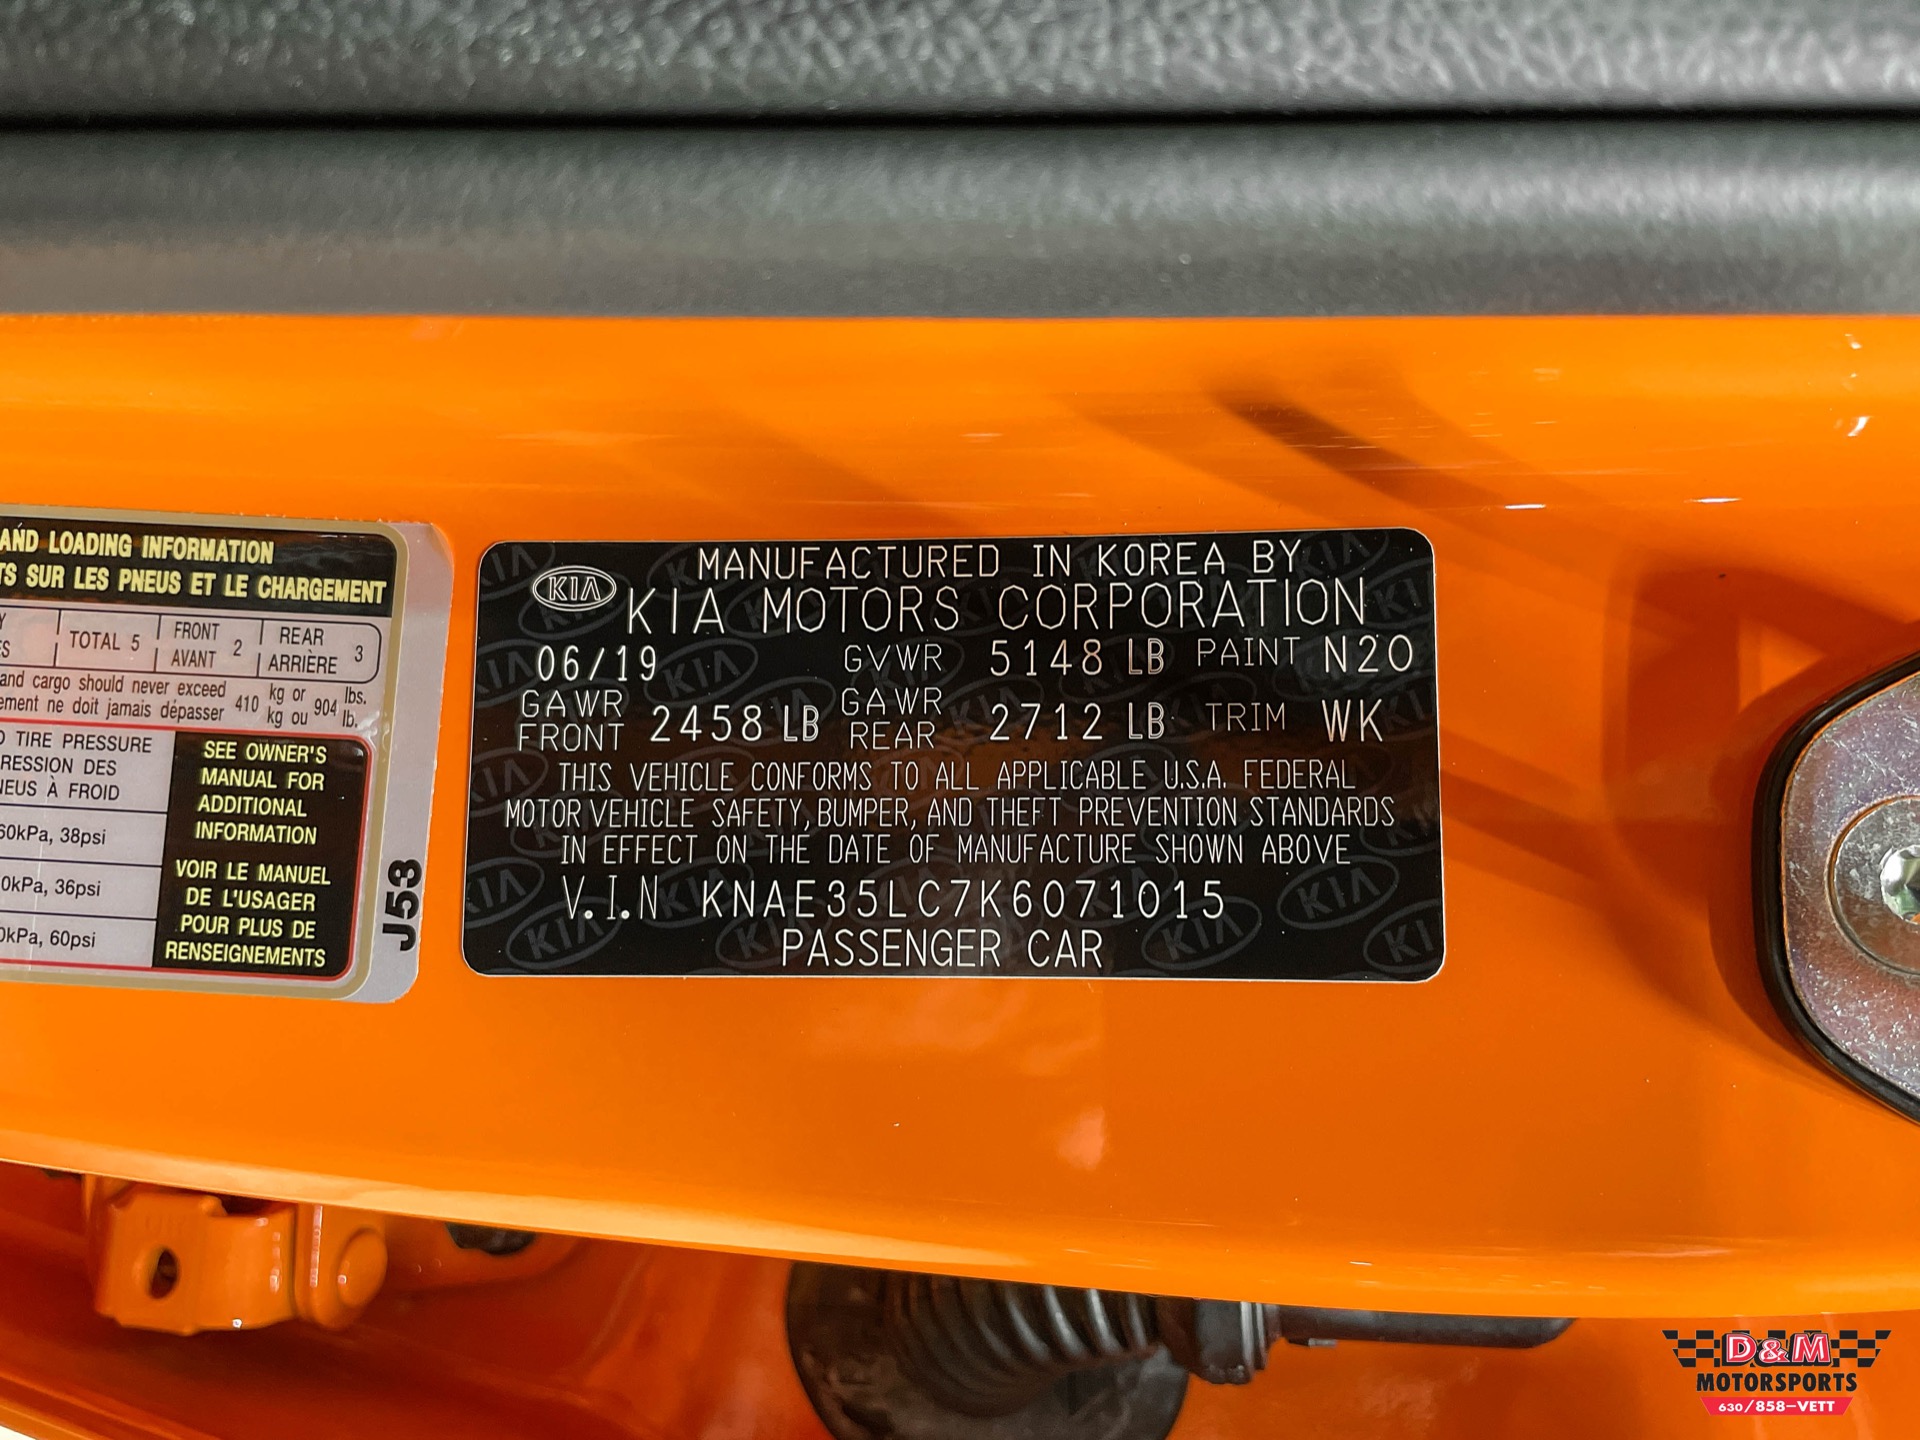 AND LOADING INFORMATION
TS SUR LES PNEUS ET LE CHARGEMENT
TOTAL 5
FRONT
AVANT 2
REAR
ARRIÈRE 3
and cargo should never exceed
ement ne doit jamais dépasser
410 kg or 904 lbs.
kg ou lb.
TIRE PRESSURE
RESSION DES
NEUS À FROID
60kPa, 38psi
0kPa, 36psi
0kPa, 60psi
SEE OWNER'S
MANUAL FOR
ADDITIONAL
INFORMATION
VOIR LE MANUEL
DE L'USAGER
POUR PLUS DE
RENSEIGNEMENTS
J53
KIA
MANUFACTURED IN KOREA BY
KIA MOTORS CORPORATION
06/19 GVWR 5148 LB PAINT N2O
GAWR FRONT 2458 LB GAWR REAR 2712 LB TRIM WK
THIS VEHICLE CONFORMS TO ALL APPLICABLE U.S.A. FEDERAL
MOTOR VEHICLE SAFETY, BUMPER, AND THEFT PREVENTION STANDARDS
IN EFFECT ON THE DATE OF MANUFACTURE SHOWN ABOVE
V.I.N KNAE35LC7K6071015
PASSENGER CAR
D&M
MOTORSPORTS
630/858-VETT